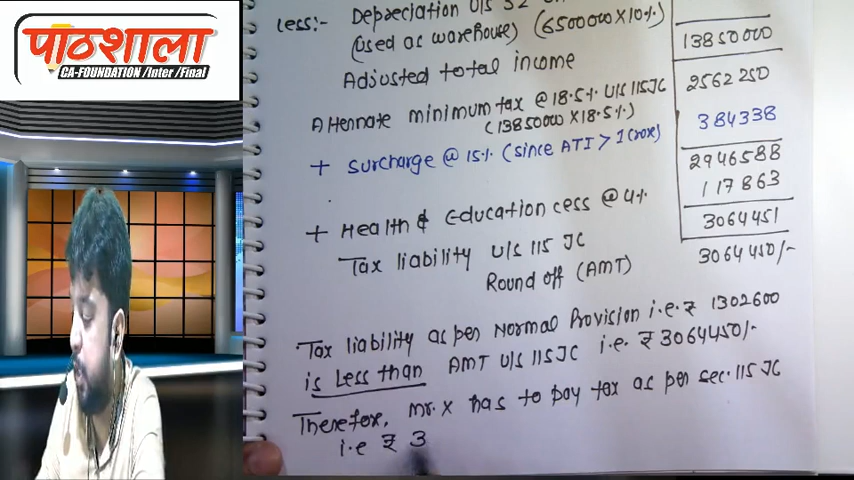 पाठशाला
CA-FOUNDATION /Inter /Final
Less:- Depreciation U/S 32
(used as warehouse) (6500000 X 10%)
Adjusted total income 13850000
Alternate minimum tax @ 18.5% U/S 115JC 2562250
(13850000 X 18.5%)
+ Surcharge @ 15% (since ATI > 1 crore) 384338
2946588
+ Health & Education cess @ 4% 117863
Tax liability U/S 115 JC 3064451
Round off (AMT) 3064450/-
Tax liability as per Normal Provision i.e. ₹ 1302600
is Less than AMT U/S 115JC i.e. ₹ 3064450/-
Therefor, Mr. X has to pay tax as per sec. 115 JC
i.e ₹ 3